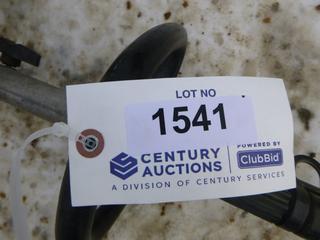 LOT NO
1541
CENTURY AUCTIONS
POWERED BY
ClubBid
A DIVISION OF CENTURY SERVICES